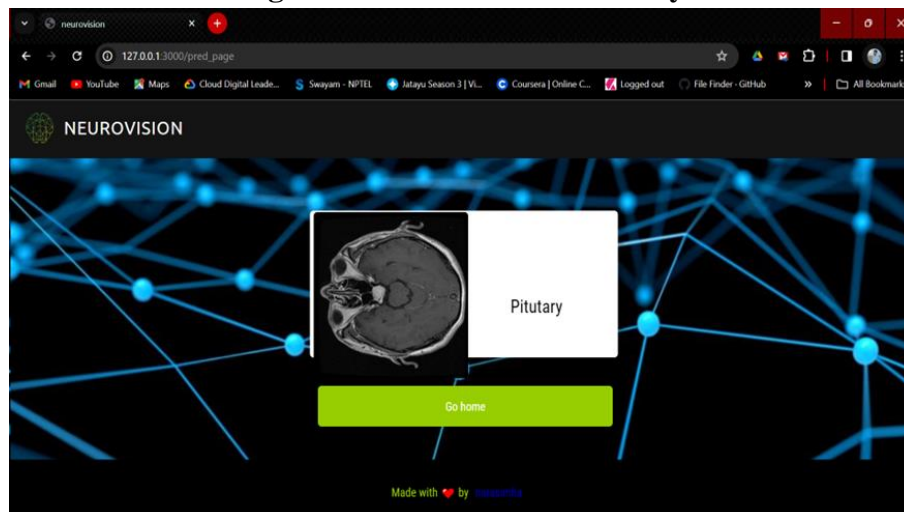 neurovision
127.0.0.1:3000/pred_page
Gmail YouTube Maps Cloud Digital Leade... Swayam - NPTEL Jatayu Season 3 | Vi... Coursera | Online C... Logged out File Finder · GitHub » All Bookmark
NEUROVISION
Pitutary
Go home
Made with ❤ by